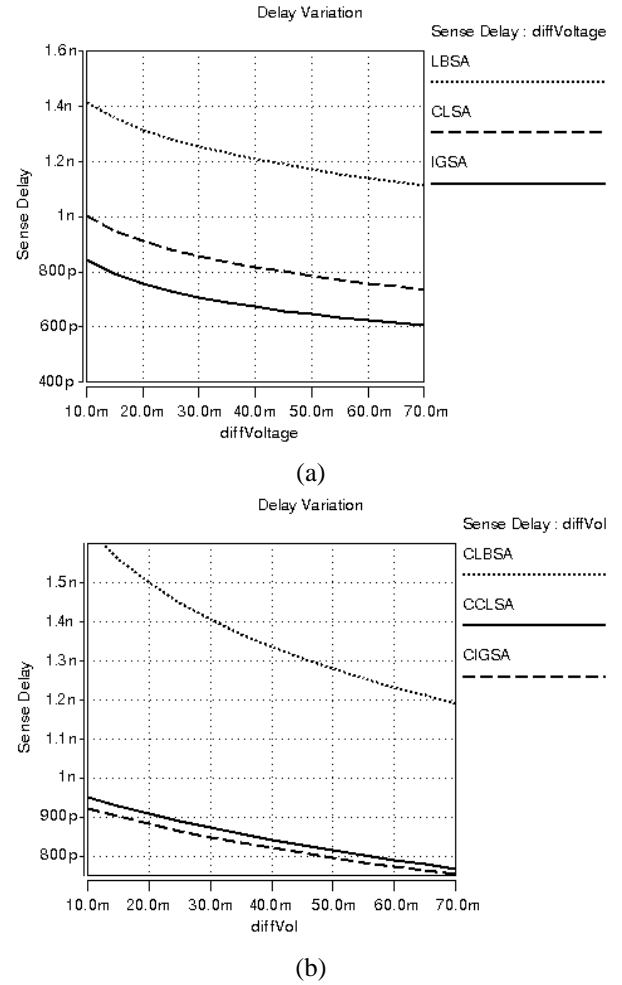 Delay Variation
Sense Delay : diffVoltage
LBSA
CLSA
IGSA
1.6n
1.4n
1.2n
1n
800p
600p
400p
Sense Delay
10.0m 20.0m 30.0m 40.0m 50.0m 60.0m 70.0m
diffVoltage
(a)
Delay Variation
Sense Delay : diffVol
CLBSA
CCLSA
CIGSA
1.5n
1.4n
1.3n
1.2n
1.1n
1n
900p
800p
Sense Delay
10.0m 20.0m 30.0m 40.0m 50.0m 60.0m 70.0m
diffVol
(b)